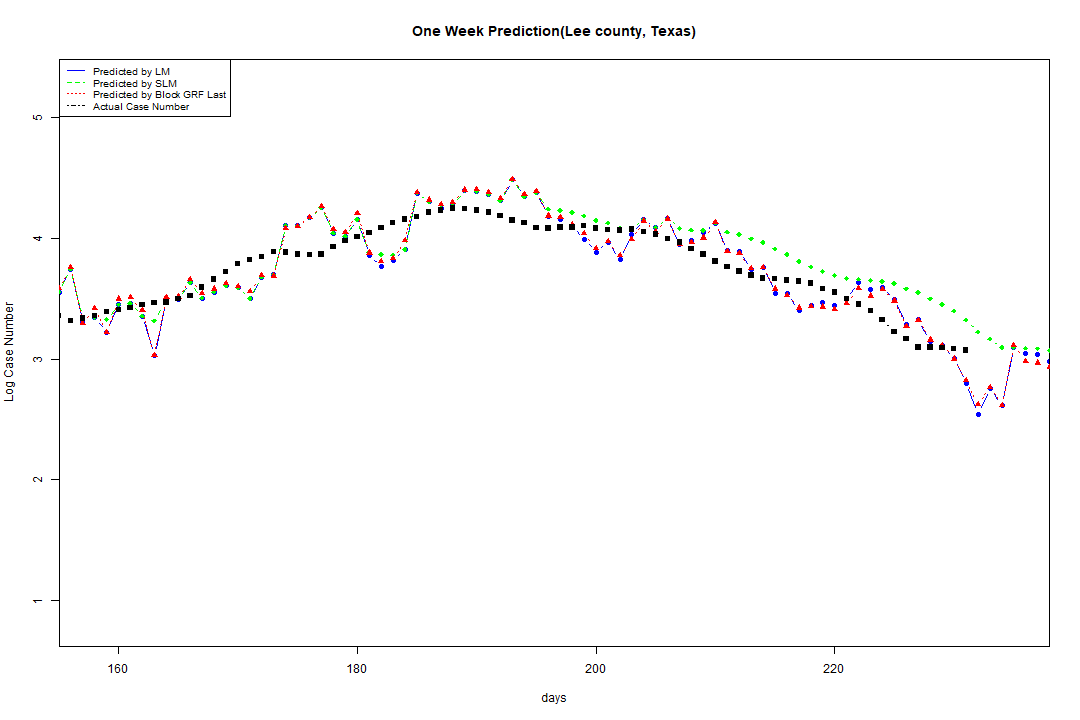 One Week Prediction(Lee county, Texas)
Predicted by LM
Predicted by SLM
Predicted by Block GRF Last
Actual Case Number
5
4
3
2
1
Log Case Number
160 180 200 220
days